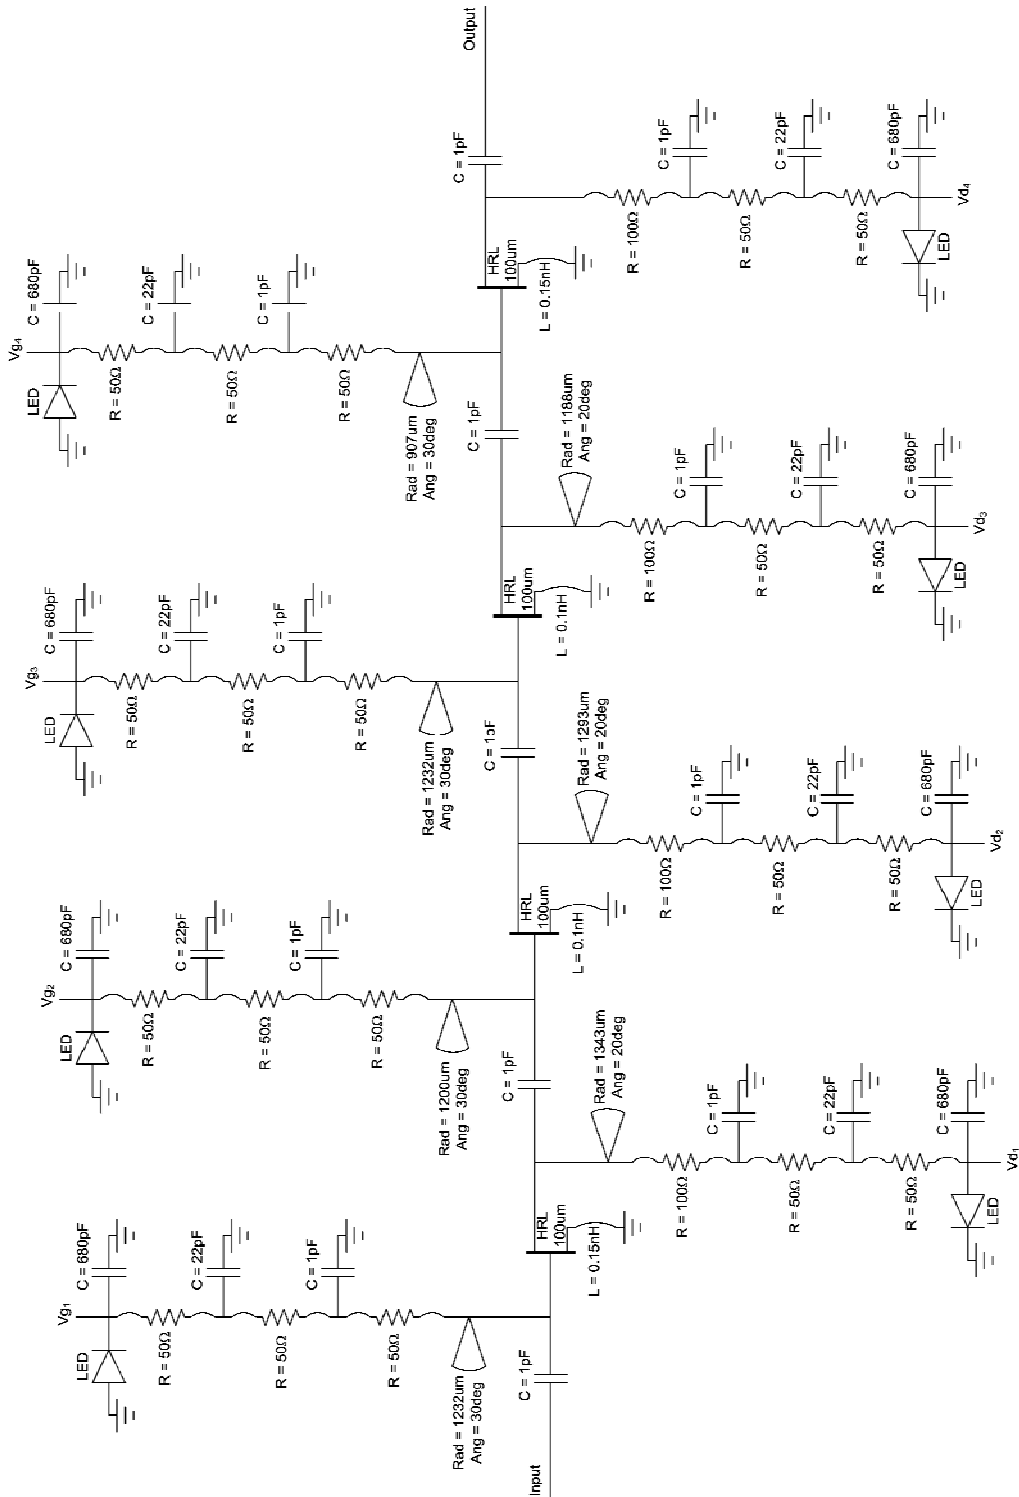 Vg₁
LED
C = 680pF
R = 50Ω
C = 22pF
R = 50Ω
C = 1pF
R = 50Ω
Rad = 1232um
Ang = 30deg
Input
C = 1pF
HRL
100um
L = 0.15nH
Rad = 1343um
Ang = 20deg
R = 100Ω
C = 1pF
R = 50Ω
C = 22pF
R = 50Ω
C = 680pF
LED
Vd₁
Vg₂
LED
C = 680pF
R = 50Ω
C = 22pF
R = 50Ω
C = 1pF
R = 50Ω
Rad = 1200um
Ang = 30deg
C = 1pF
HRL
100um
L = 0.1nH
Rad = 1293um
Ang = 20deg
R = 100Ω
C = 1pF
R = 50Ω
C = 22pF
R = 50Ω
C = 680pF
LED
Vd₂
Vg₃
LED
C = 680pF
R = 50Ω
C = 22pF
R = 50Ω
C = 1pF
R = 50Ω
Rad = 1232um
Ang = 30deg
C = 1pF
HRL
100um
L = 0.1nH
Rad = 1188um
Ang = 20deg
R = 100Ω
C = 1pF
R = 50Ω
C = 22pF
R = 50Ω
C = 680pF
LED
Vd₃
Vg₄
LED
C = 680pF
R = 50Ω
C = 22pF
R = 50Ω
C = 1pF
R = 50Ω
Rad = 907um
Ang = 30deg
C = 1pF
HRL
100um
L = 0.15nH
C = 1pF
Output
R = 100Ω
C = 1pF
R = 50Ω
C = 22pF
R = 50Ω
C = 680pF
LED
Vd₄